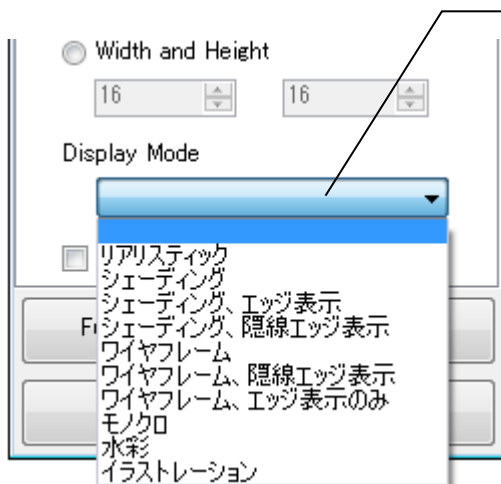 Width and Height
16 16
Display Mode
リアリスティック
シェーディング
シェーディング、エッジ表示
シェーディング、隠線エッジ表示
ワイヤフレーム
ワイヤフレーム、隠線エッジ表示
ワイヤフレーム、エッジ表示のみ
モノクロ
水彩
イラストレーション